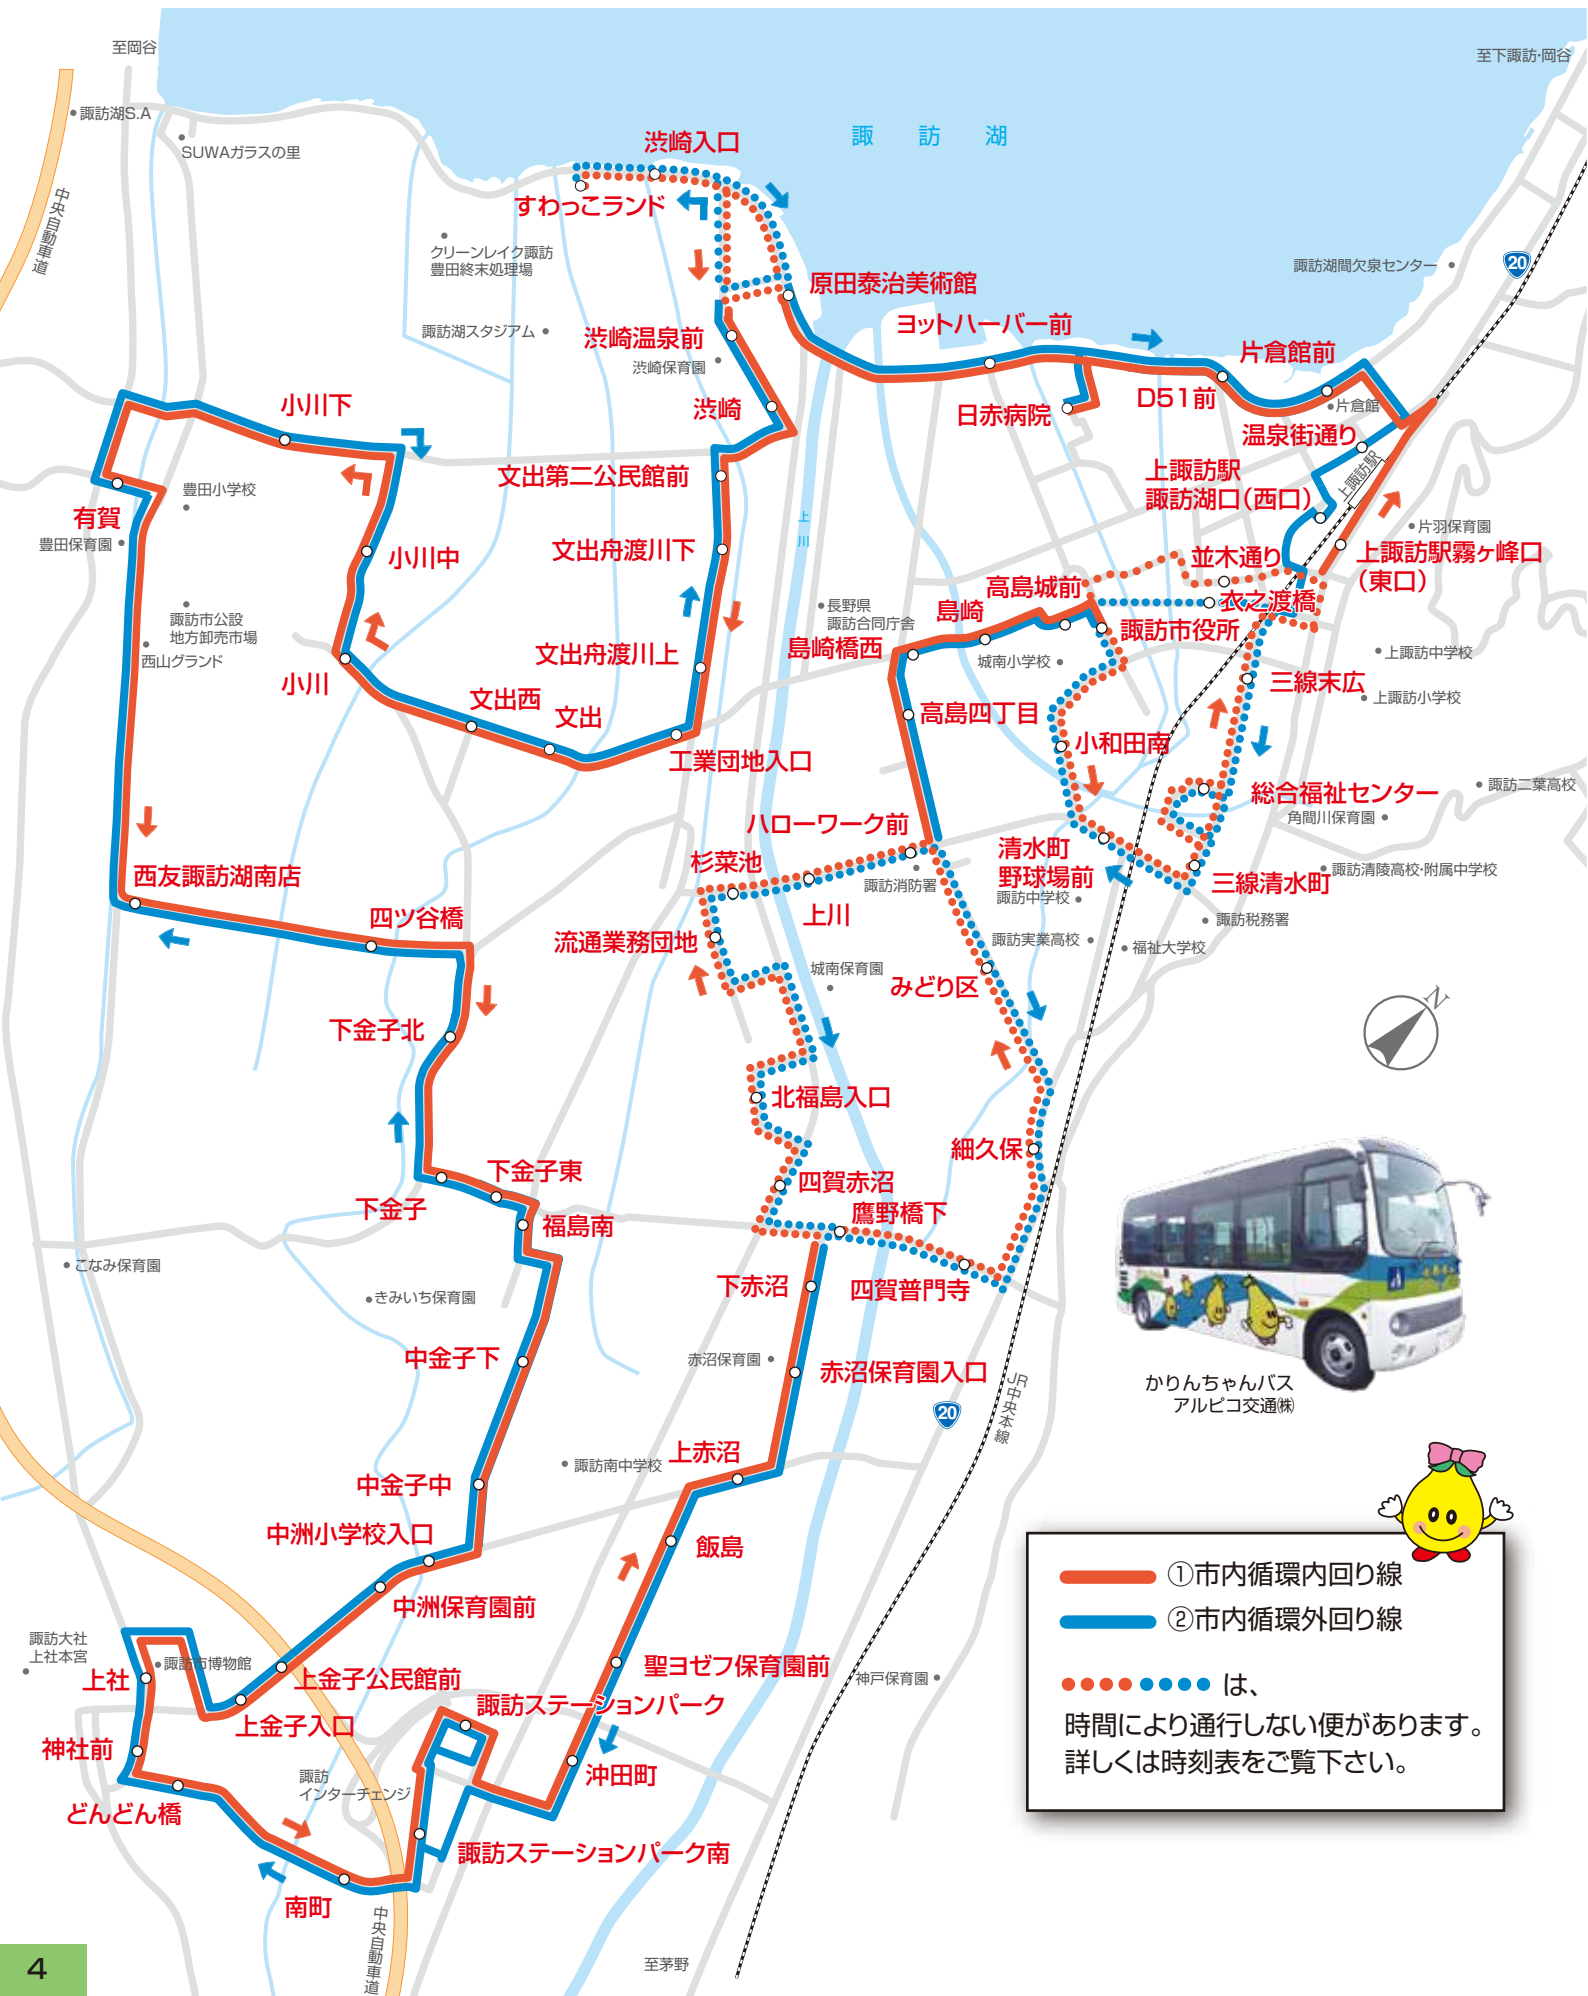 至岡谷
至下諏訪・岡谷
諏訪湖S.A
SUWAガラスの里
中央自動車道
諏訪湖
渋崎入口
すわっこランド
クリーンレイク諏訪
豊田終末処理場
諏訪湖スタジアム
諏訪湖間欠泉センター
20
原田泰治美術館
ヨットハーバー前
渋崎温泉前
渋崎保育園
片倉館前
片倉館
D51前
日赤病院
渋崎
小川下
温泉街通り
上諏訪駅
上諏訪駅
諏訪湖口(西口)
文出第二公民館前
豊田小学校
有賀
豊田保育園
上川
片羽保育園
小川中
文出舟渡川下
並木通り
上諏訪駅霧ヶ峰口
(東口)
高島城前
衣之渡橋
長野県
諏訪合同庁舎
島崎
諏訪市役所
諏訪市公設
地方卸売市場
西山グランド
島崎橋西
城南小学校
上諏訪中学校
文出舟渡川上
小川
三線末広
上諏訪小学校
文出西
文出
高島四丁目
小和田南
工業団地入口
総合福祉センター
諏訪二葉高校
角間川保育園
ハローワーク前
清水町
野球場前
杉菜池
諏訪消防署
三線清水町
諏訪清陵高校・附属中学校
西友諏訪湖南店
諏訪中学校
四ツ谷橋
上川
諏訪税務署
流通業務団地
諏訪実業高校
福祉大学校
城南保育園
みどり区
N
下金子北
北福島入口
細久保
下金子東
四賀赤沼
下金子
鷹野橋下
福島南
こなみ保育園
きみいち保育園
下赤沼
四賀普門寺
中金子下
赤沼保育園
赤沼保育園入口
JR中央本線
20
かりんちゃんバス
アルピコ交通㈱
上赤沼
諏訪南中学校
中金子中
中洲小学校入口
飯島
中洲保育園前
①市内循環内回り線
②市内循環外回り線
は、
時間により通行しない便があります。
詳しくは時刻表をご覧下さい。
諏訪大社
上社本宮
諏訪市博物館
上社
上金子公民館前
聖ヨゼフ保育園前
神戸保育園
諏訪ステーションパーク
上金子入口
神社前
諏訪
インターチェンジ
沖田町
どんどん橋
諏訪ステーションパーク南
南町
中央自動車道
至茅野
4